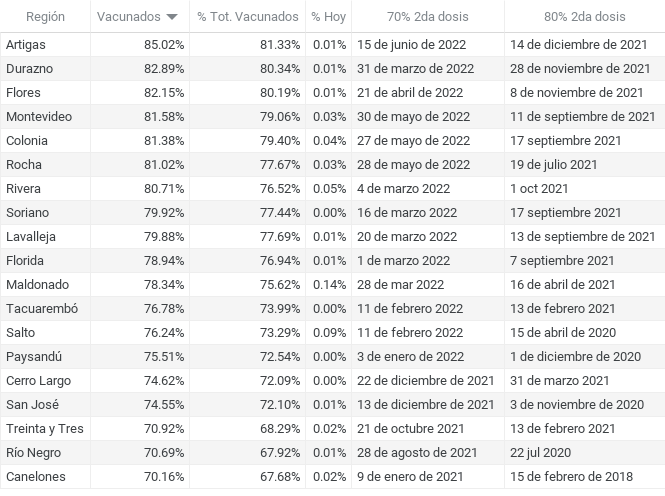 Región Vacunados % Tot. Vacunados % Hoy 70% 2da dosis 80% 2da dosis
Artigas 85.02% 81.33% 0.01% 15 de junio de 2022 14 de diciembre de 2021
Durazno 82.89% 80.34% 0.01% 31 de marzo de 2022 28 de noviembre de 2021
Flores 82.15% 80.19% 0.01% 21 de abril de 2022 8 de noviembre de 2021
Montevideo 81.58% 79.06% 0.03% 30 de mayo de 2022 11 de septiembre de 2021
Colonia 81.38% 79.40% 0.04% 27 de mayo de 2022 17 septiembre 2021
Rocha 81.02% 77.67% 0.03% 28 de mayo de 2022 19 de julio 2021
Rivera 80.71% 76.52% 0.05% 4 de marzo 2022 1 oct 2021
Soriano 79.92% 77.44% 0.00% 16 de marzo 2022 17 septiembre 2021
Lavalleja 79.88% 77.69% 0.01% 20 de marzo 2022 13 de septiembre de 2021
Florida 78.94% 76.94% 0.01% 1 de marzo 2022 7 septiembre 2021
Maldonado 78.34% 75.62% 0.14% 28 de mar 2022 16 de abril de 2021
Tacuarembó 76.78% 73.99% 0.00% 11 de febrero 2022 13 de febrero 2021
Salto 76.24% 73.29% 0.09% 11 de febrero 2022 15 de abril de 2020
Paysandú 75.51% 72.54% 0.00% 3 de enero de 2022 1 de diciembre de 2020
Cerro Largo 74.62% 72.09% 0.00% 22 de diciembre de 2021 31 de marzo 2021
San José 74.55% 72.10% 0.01% 13 de diciembre de 2021 3 de noviembre de 2020
Treinta y Tres 70.92% 68.29% 0.02% 21 de octubre 2021 13 de febrero 2021
Río Negro 70.69% 67.92% 0.01% 28 de agosto de 2021 22 jul 2020
Canelones 70.16% 67.68% 0.02% 9 de enero de 2021 15 de febrero de 2018